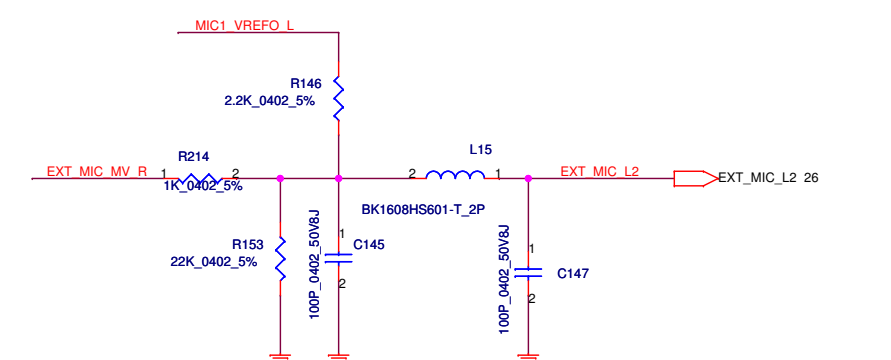 MIC1_VREFO_L
R146
2.2K_0402_5%
R214
L15
EXT_MIC_MV_R
1
2
2
1
EXT_MIC_L2
EXT_MIC_L2 26
1K_0402_5%
BK1608HS601-T_2P
R153
22K_0402_5%
100P_0402_50V8J
1
C145
2
100P_0402_50V8J
1
C147
2